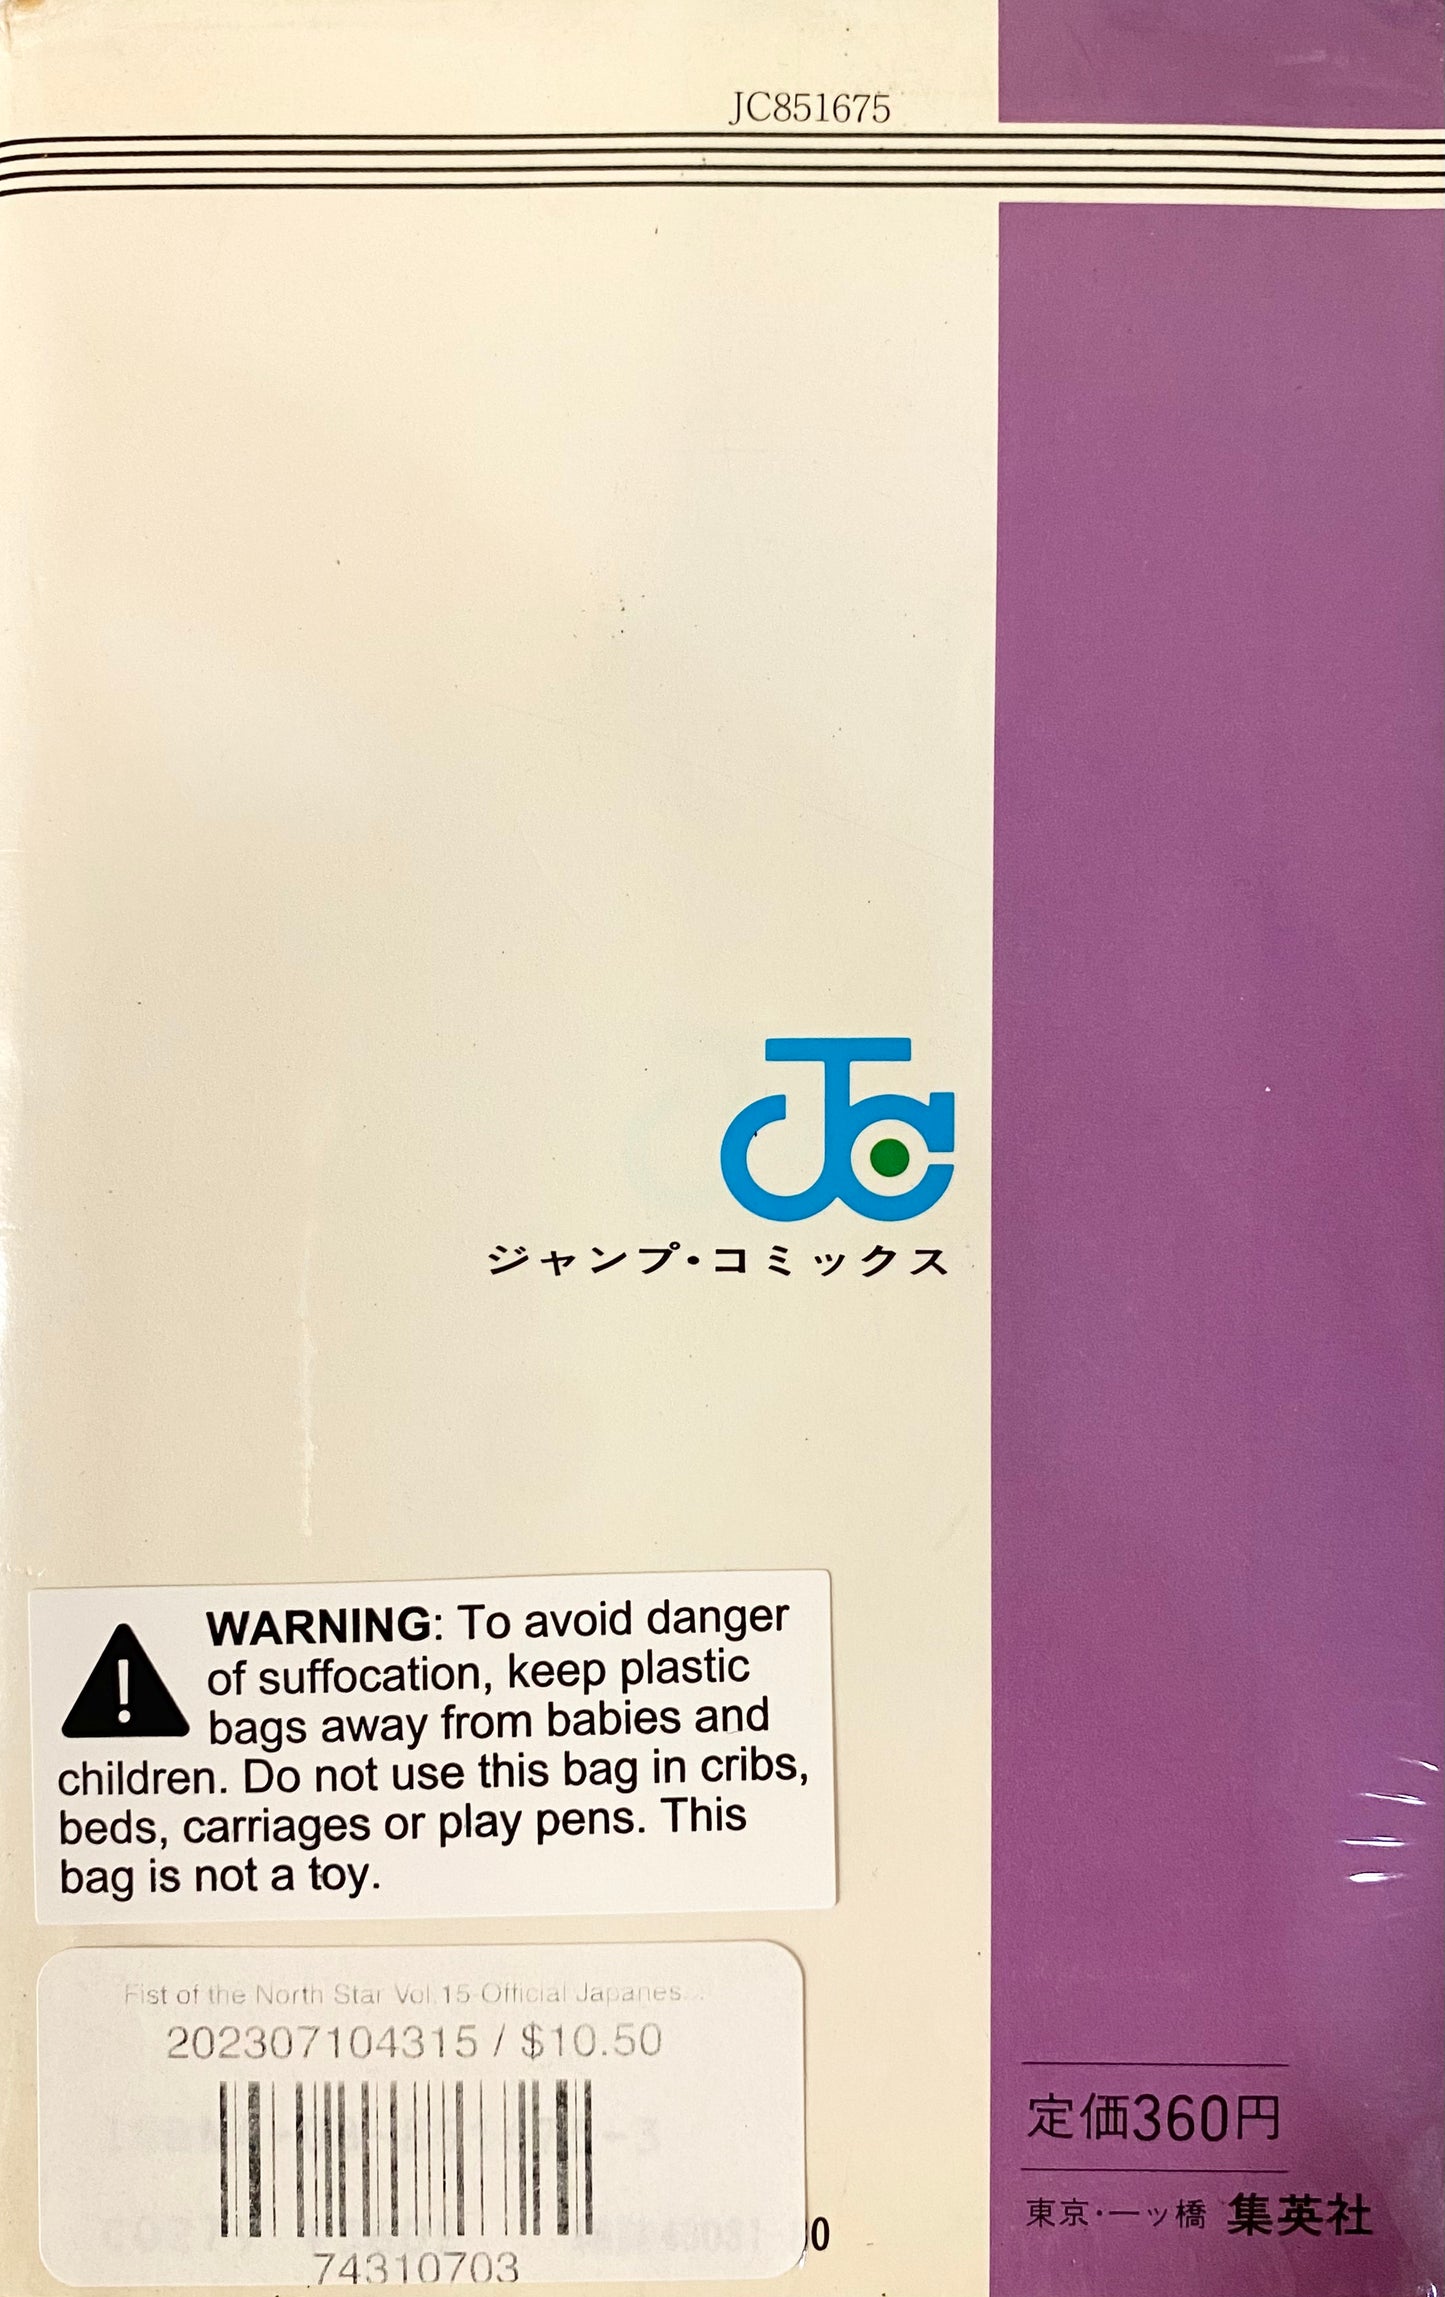 JC851675
JC
ジャンプ・コミックス
WARNING: To avoid danger
of suffocation, keep plastic
bags away from babies and
children. Do not use this bag in cribs,
beds, carriages or play pens. This
bag is not a toy.
Fist of the North Star Vol.15-Official Japanes...
202307104315 / $10.50
74310703
定価360円
東京・一ッ橋 集英社